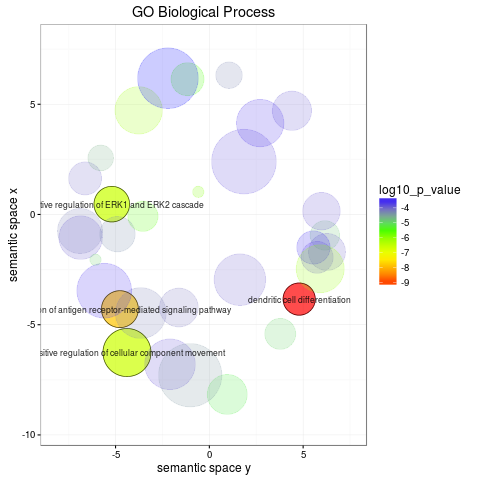 GO Biological Process
semantic space x
5
0
-5
-10
tive regulation of ERK1 and ERK2 cascade
dendritic cell differentiation
n of antigen receptor-mediated signaling pathway
sitive regulation of cellular component movement
-5
0
5
semantic space y
log10_p_value
-4
-5
-6
-7
-8
-9